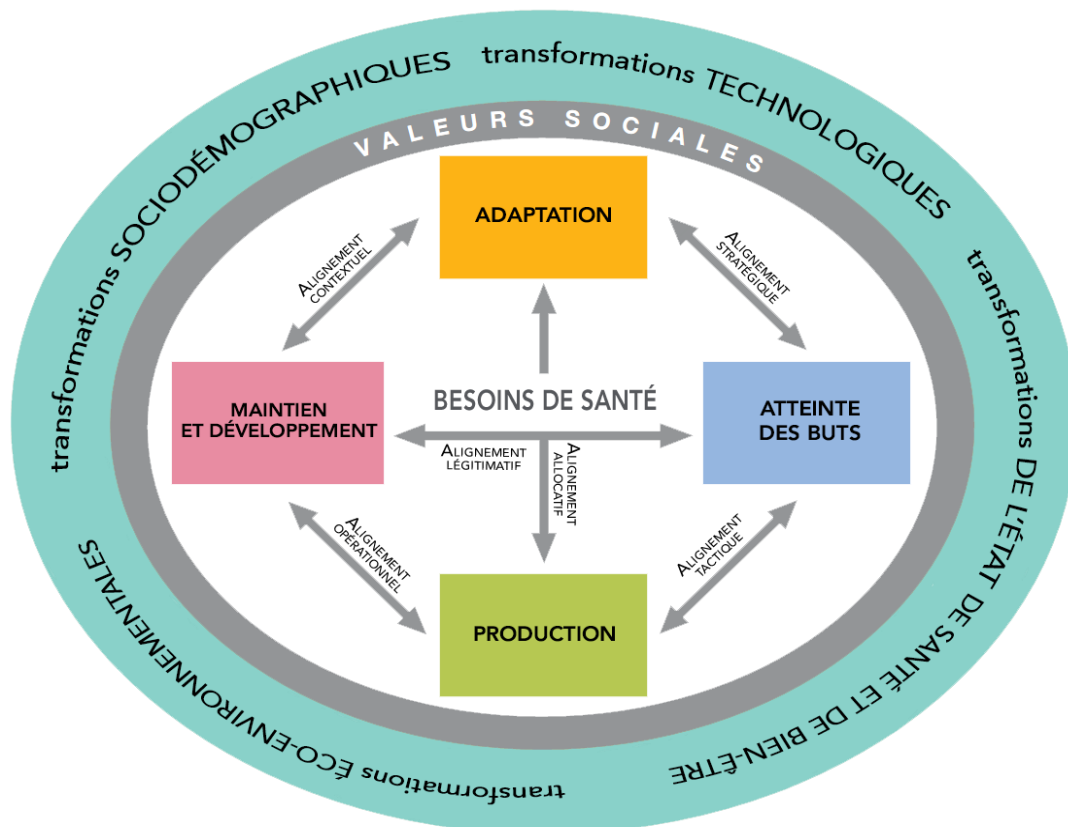 transformations SOCIODÉMOGRAPHIQUES
transformations TECHNOLOGIQUES
transformations DE L'ÉTAT DE SANTÉ ET DE BIEN-ÊTRE
transformations ÉCO-ENVIRONNEMENTALES
VALEURS SOCIALES
ADAPTATION
ALIGNEMENT
CONTEXTUEL
ALIGNEMENT
STRATÉGIQUE
MAINTIEN
ET DÉVELOPPEMENT
BESOINS DE SANTÉ
ATTEINTE
DES BUTS
ALIGNEMENT
LÉGITIMATIF
ALIGNEMENT
ALLOCATIF
ALIGNEMENT
OPÉRATIONNEL
ALIGNEMENT
TACTIQUE
PRODUCTION